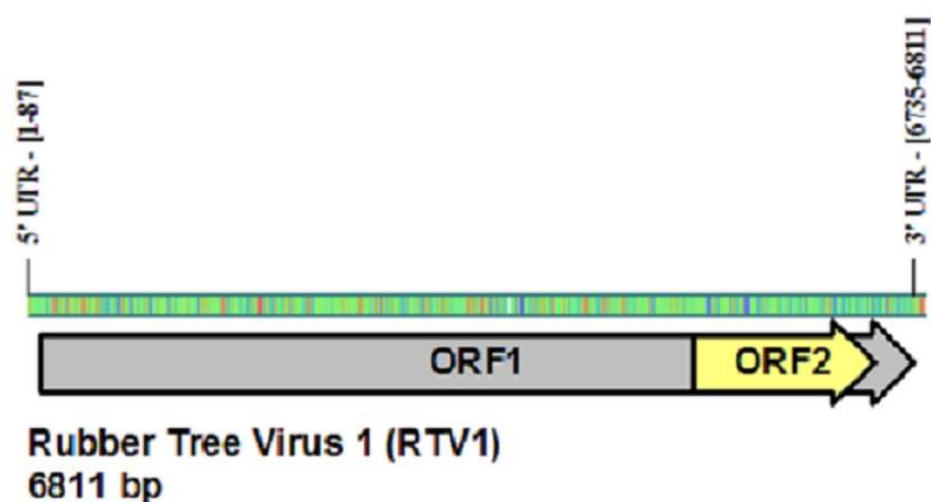 5' UTR - [1-87]
3' UTR - [6735-6811]
ORF1
ORF2
Rubber Tree Virus 1 (RTV1)
6811 bp